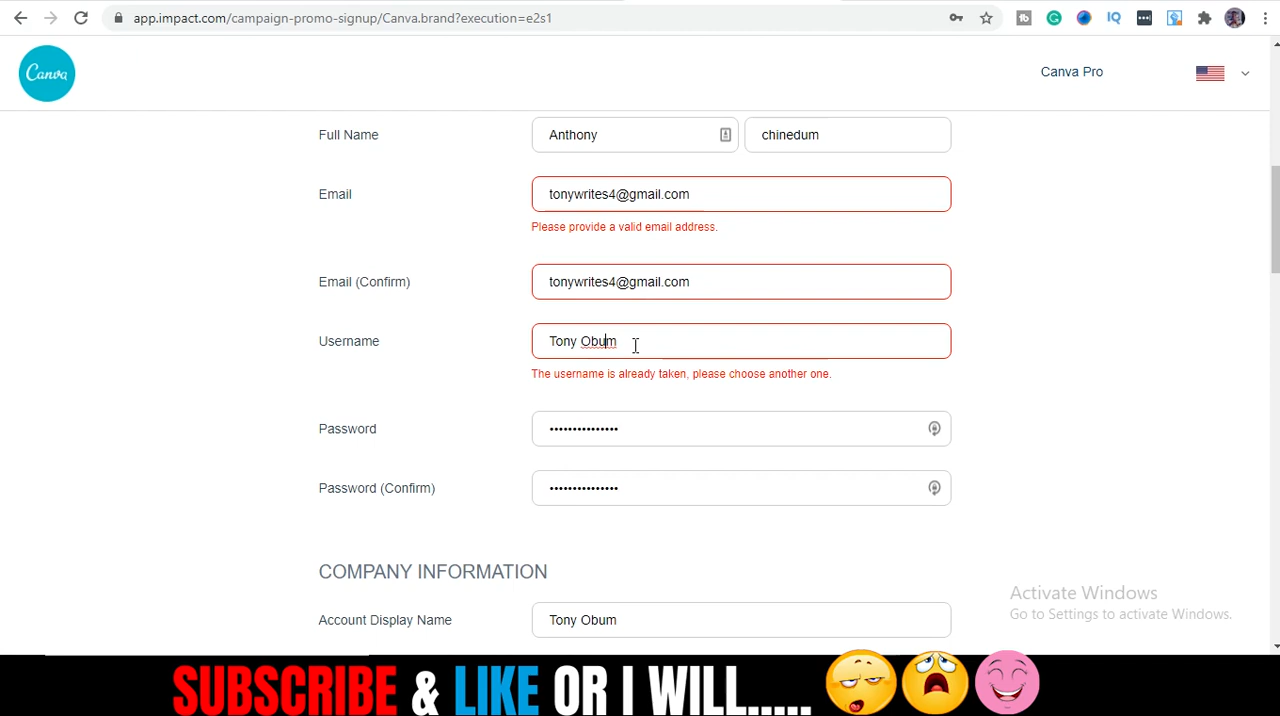 app.impact.com/campaign-promo-signup/Canva.brand?execution=e2s1
Canva
Canva Pro
Full Name
Anthony
chinedum
Email
tonywrites4@gmail.com
Please provide a valid email address.
Email (Confirm)
tonywrites4@gmail.com
Username
Tony Obum
The username is already taken, please choose another one.
Password
•••••••••••••••
Password (Confirm)
•••••••••••••••
COMPANY INFORMATION
Account Display Name
Tony Obum
Activate Windows
Go to Settings to activate Windows.
SUBSCRIBE & LIKE OR I WILL.....